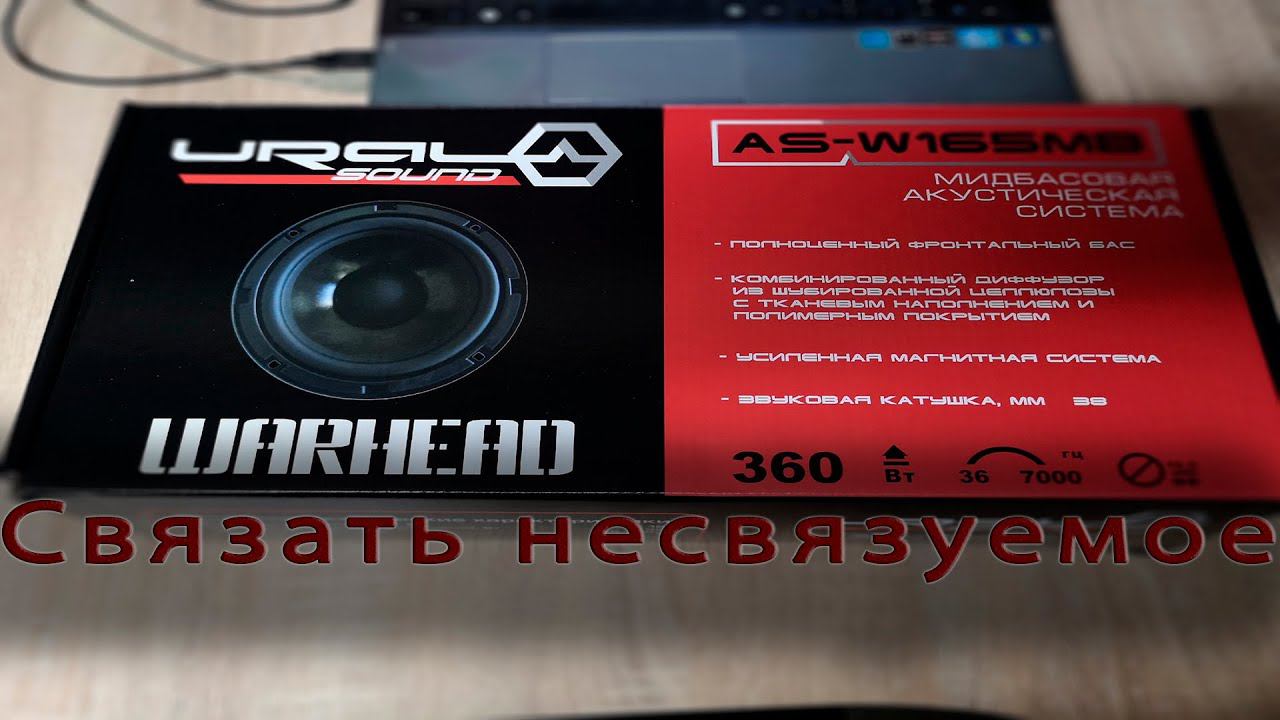 URAL
SOUND
WARHEAD
AS-W165MB
МИДБАСОВАЯ
АКУСТИЧЕСКАЯ
СИСТЕМА
- ПОЛНОЦЕННЫЙ ФРОНТАЛЬНЫЙ БАС
- КОМБИНИРОВАННЫЙ ДИФФУЗОР
ИЗ ШУБИРОВАННОЙ ЦЕЛЛЮЛОЗЫ
С ТКАНЕВЫМ НАПОЛНЕНИЕМ И
ПОЛИМЕРНЫМ ПОКРЫТИЕМ
- УСИЛЕННАЯ МАГНИТНАЯ СИСТЕМА
- ЗВУКОВАЯ КАТУШКА, ММ 38
360 Вт 36 7000 ГЦ
Связать несвязуемое